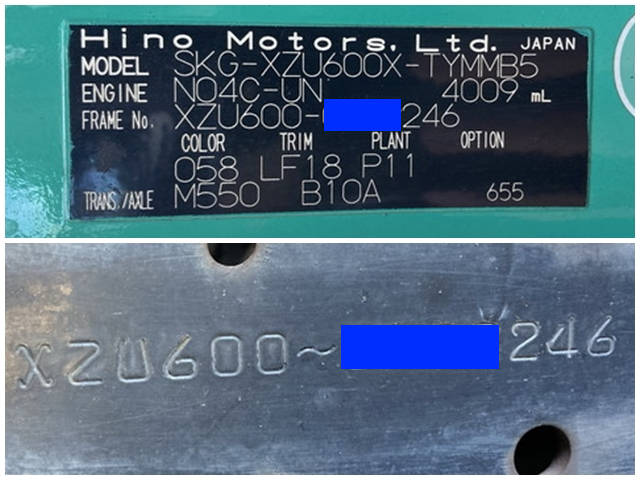 Hino Motors, Ltd. JAPAN
MODEL SKG-XZU600X-TYMMB5
ENGINE N04C-UN 4009 mL
FRAME No. XZU600- 246
COLOR TRIM PLANT OPTION
058 LF18 P11
TRANS./AXLE M550 B10A 655
XZU600~ 246